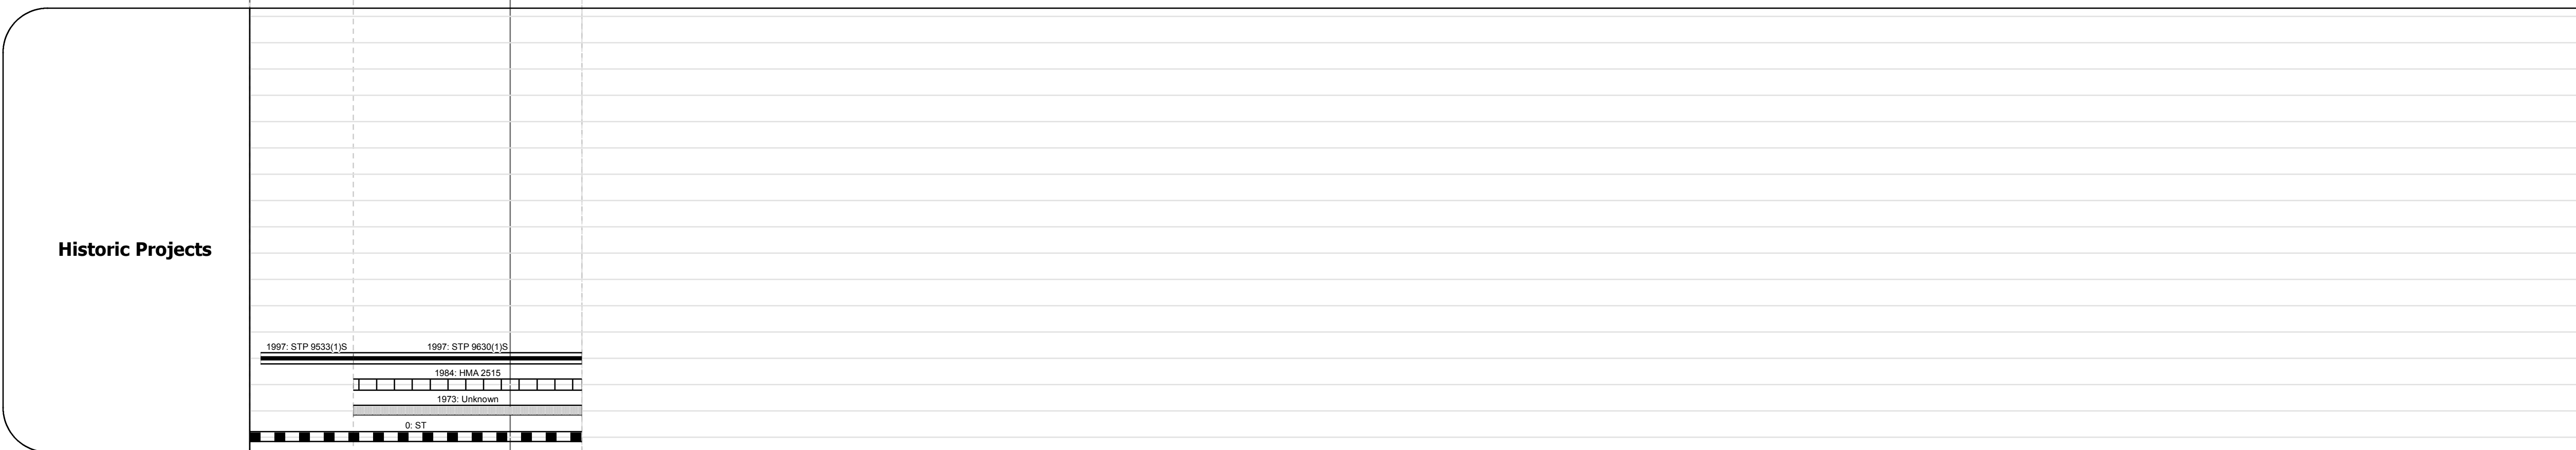 Historic Projects
1997: STP 9533(1)S
1997: STP 9630(1)S
1984: HMA 2515
1973: Unknown
0: ST